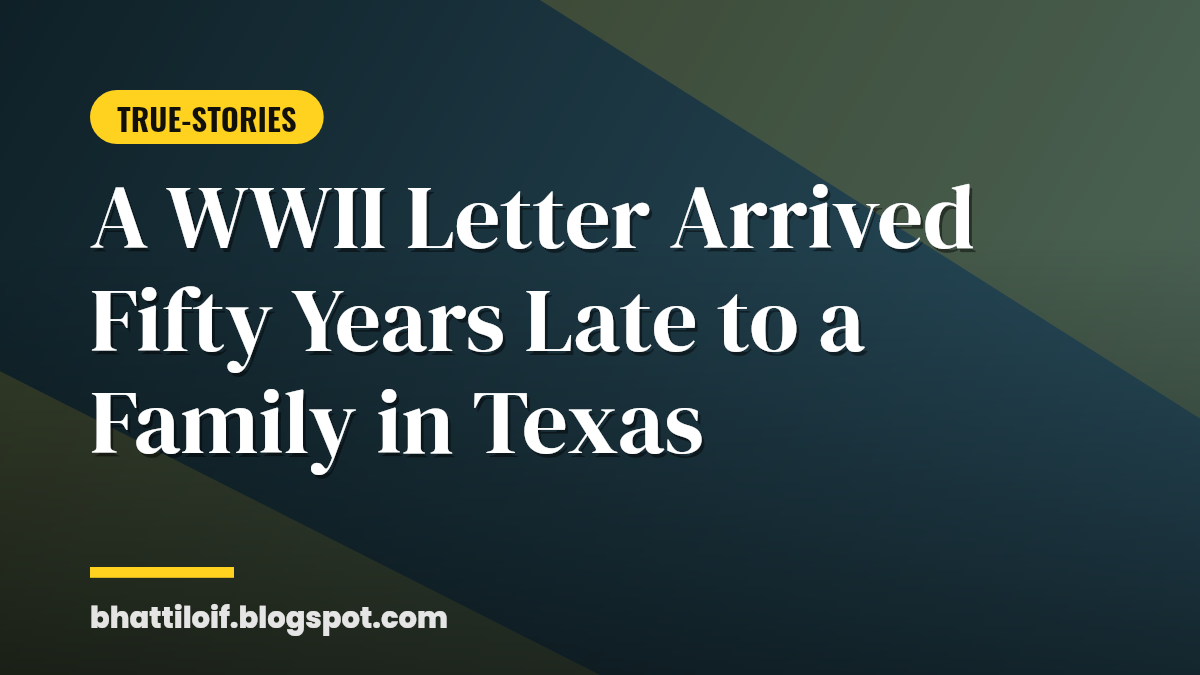 TRUE-STORIES
A WWII Letter Arrived
Fifty Years Late to a
Family in Texas
bhattiloif.blogspot.com